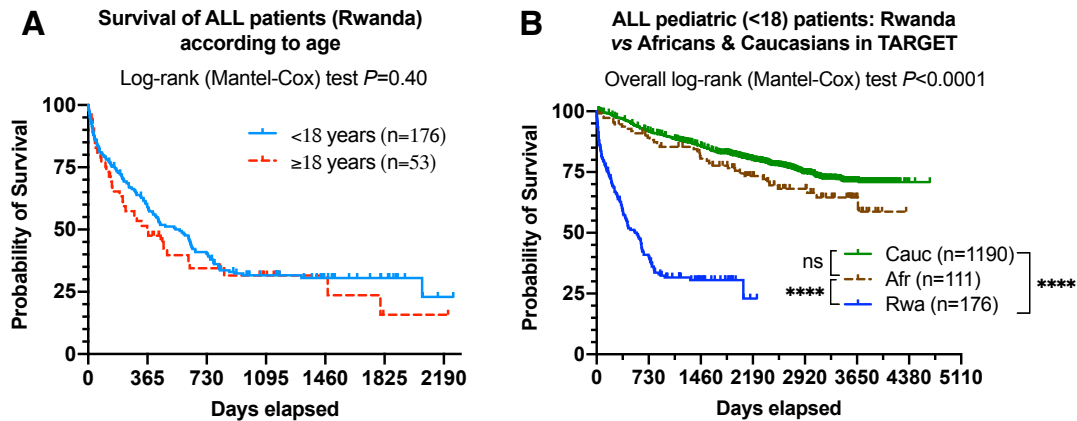 A
Survival of ALL patients (Rwanda)
according to age
Log-rank (Mantel-Cox) test P=0.40
Probability of Survival
100
75
50
25
0
<18 years (n=176)
≥18 years (n=53)
0 365 730 1095 1460 1825 2190
Days elapsed
B
ALL pediatric (<18) patients: Rwanda
vs Africans & Caucasians in TARGET
Overall log-rank (Mantel-Cox) test P<0.0001
Probability of Survival
100
75
50
25
0
ns
****
Cauc (n=1190)
Afr (n=111)
Rwa (n=176)
****
0 730 1460 2190 2920 3650 4380 5110
Days elapsed